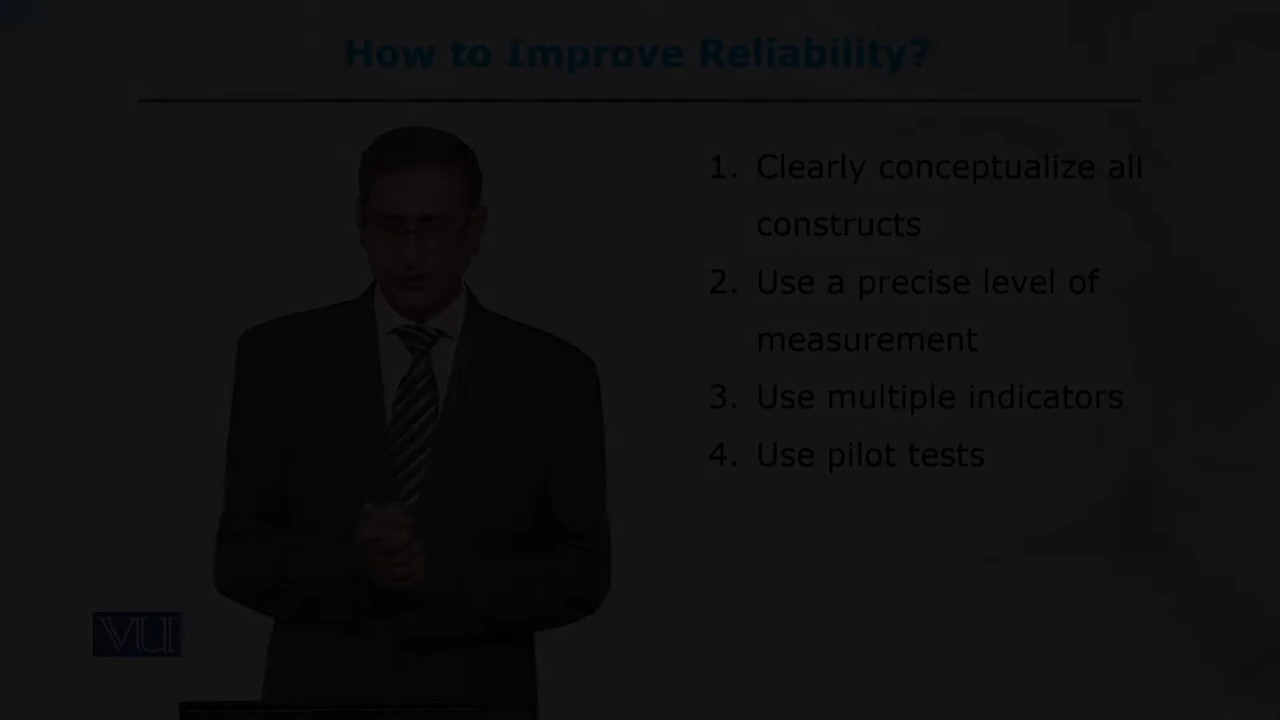 How to Improve Reliability?
1. Clearly conceptualize all
constructs
2. Use a precise level of
measurement
3. Use multiple indicators
4. Use pilot tests
VU